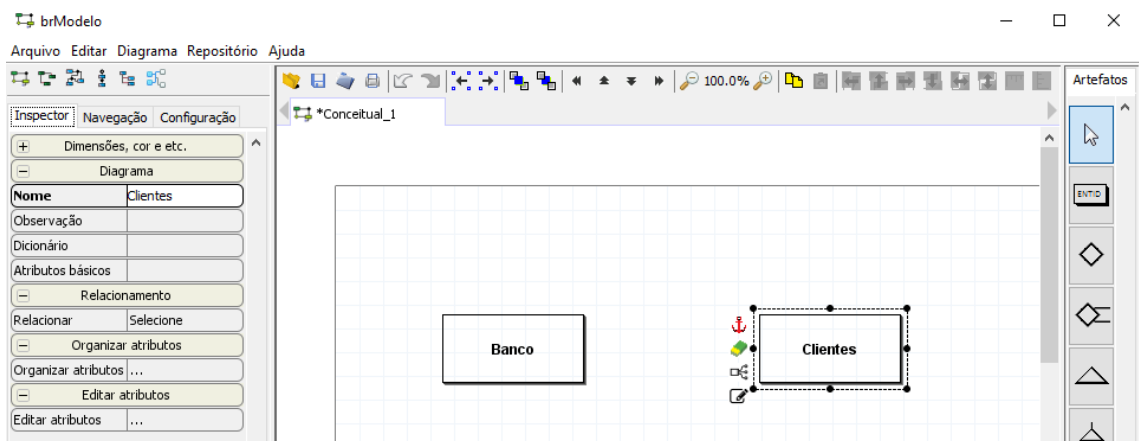 brModelo
Arquivo Editar Diagrama Repositório Ajuda
100.0%
Artefatos
Inspector Navegação Configuração
*Conceitual_1
Dimensões, cor e etc.
Diagrama
Nome Clientes
Observação
Dicionário
Atributos básicos
Relacionamento
Relacionar Selecione
Organizar atributos
Organizar atributos ...
Editar atributos
Editar atributos ...
ENTID
Banco
Clientes